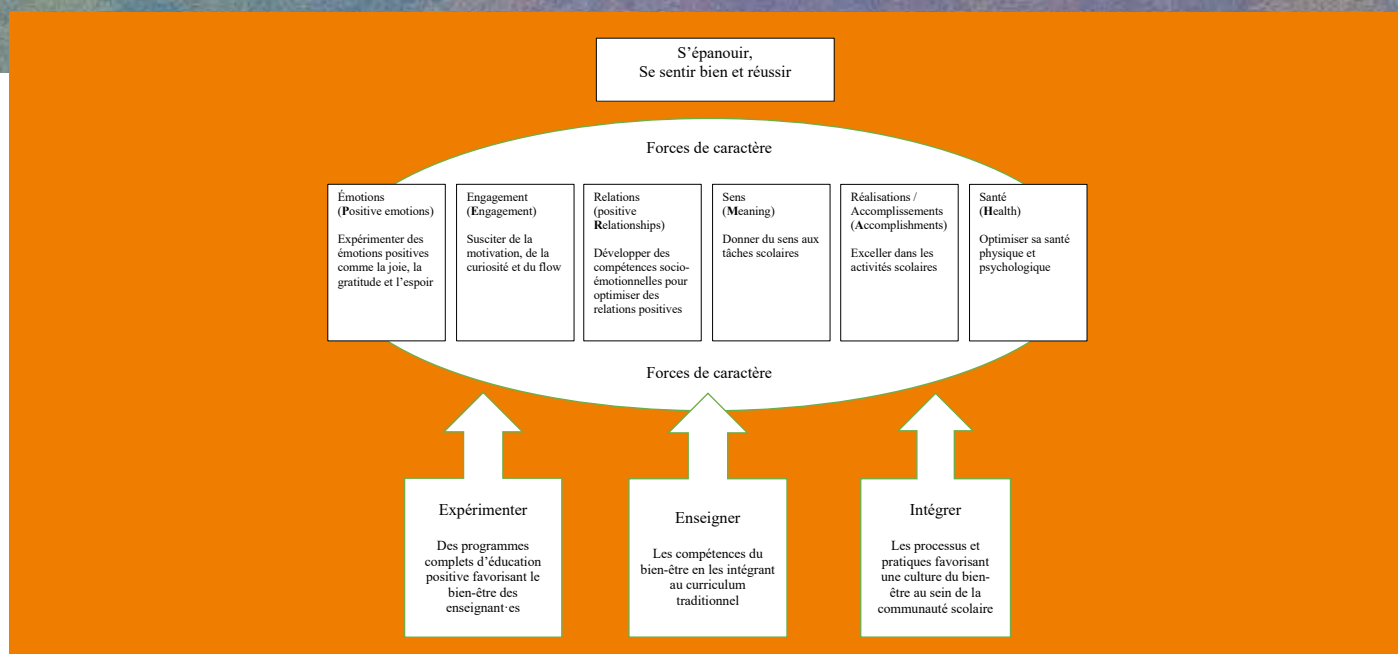 S’épanouir,
Se sentir bien et réussir
Forces de caractère
Émotions
(Positive emotions)
Expérimenter des
émotions positives
comme la joie, la
gratitude et l’espoir
Engagement
(Engagement)
Susciter de la
motivation, de la
curiosité et du flow
Relations
(positive
Relationships)
Développer des
compétences socio-
émotionnelles pour
optimiser des
relations positives
Sens
(Meaning)
Donner du sens aux
tâches scolaires
Réalisations /
Accomplissements
(Accomplishments)
Exceller dans les
activités scolaires
Santé
(Health)
Optimiser sa santé
physique et
psychologique
Forces de caractère
Expérimenter
Des programmes
complets d’éducation
positive favorisant le
bien-être des
enseignant·es
Enseigner
Les compétences du
bien-être en les intégrant
au curriculum
traditionnel
Intégrer
Les processus et
pratiques favorisant
une culture du bien-
être au sein de la
communauté scolaire